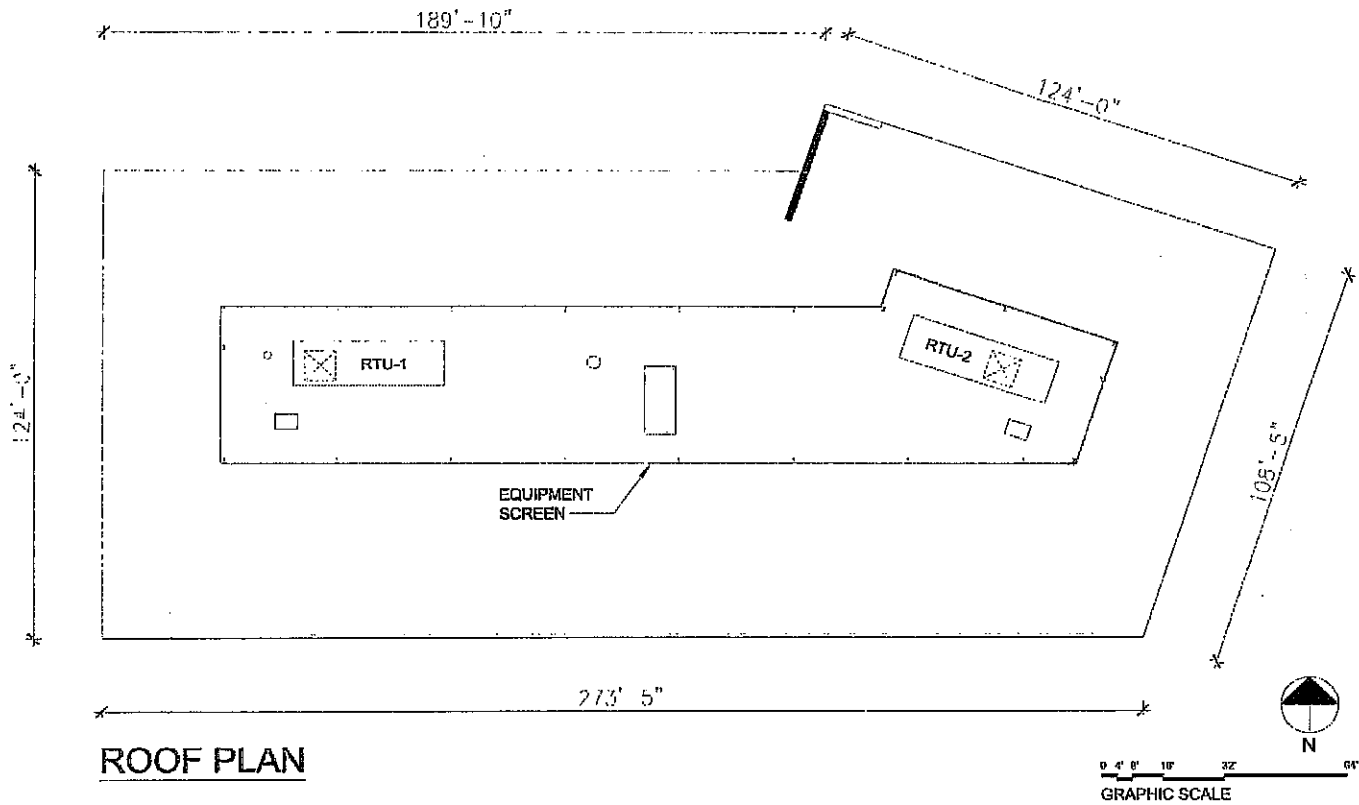 189'-10"
124'-0"
124'-0"
RTU-1
RTU-2
EQUIPMENT
SCREEN
108'-5"
273' 5"
N
ROOF PLAN
0 4' 8' 16' 32' 64'
GRAPHIC SCALE